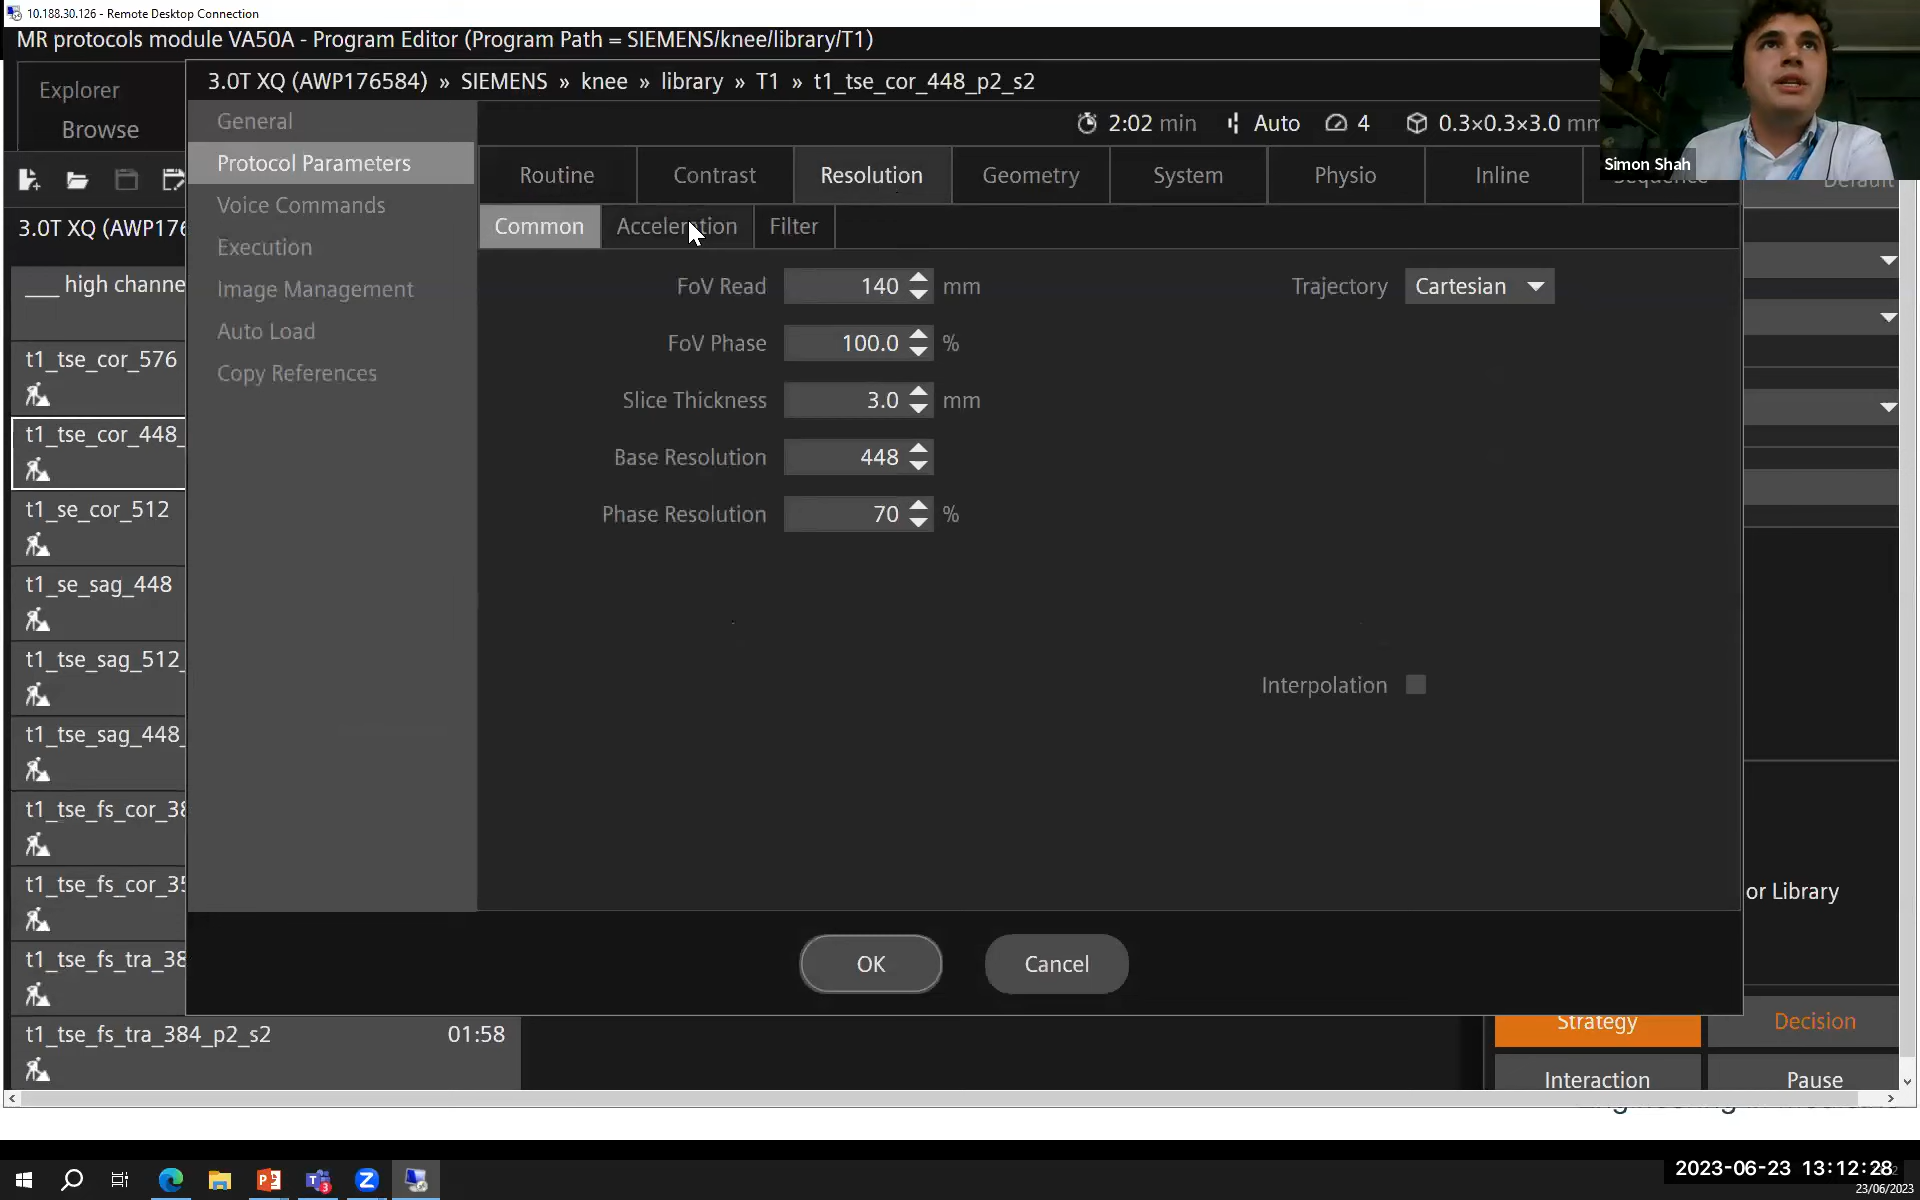 10.188.30.126 - Remote Desktop Connection
MR protocols module VA50A - Program Editor (Program Path = SIEMENS/knee/library/T1)
Explorer
Browse
3.0T XQ (AWP176584) » SIEMENS » knee » library » T1 » t1_tse_cor_448_p2_s2
General
Protocol Parameters
Voice Commands
Execution
Image Management
Auto Load
Copy References
2:02 min Auto 4 0.3×0.3×3.0 mm
Routine Contrast Resolution Geometry System Physio Inline Sequence
Common Acceleration Filter
FoV Read 140 mm
FoV Phase 100.0 %
Slice Thickness 3.0 mm
Base Resolution 448
Phase Resolution 70 %
Trajectory Cartesian
Interpolation
OK Cancel
Simon Shah
Default
3.0T XQ (AWP176
___ high channe
t1_tse_cor_576
t1_tse_cor_448_
t1_se_cor_512
t1_se_sag_448
t1_tse_sag_512_
t1_tse_sag_448_
t1_tse_fs_cor_38
t1_tse_fs_cor_35
t1_tse_fs_tra_38
t1_tse_fs_tra_384_p2_s2 01:58
or Library
Strategy Decision
Interaction Pause
2023-06-23 13:12:28
23/06/2023